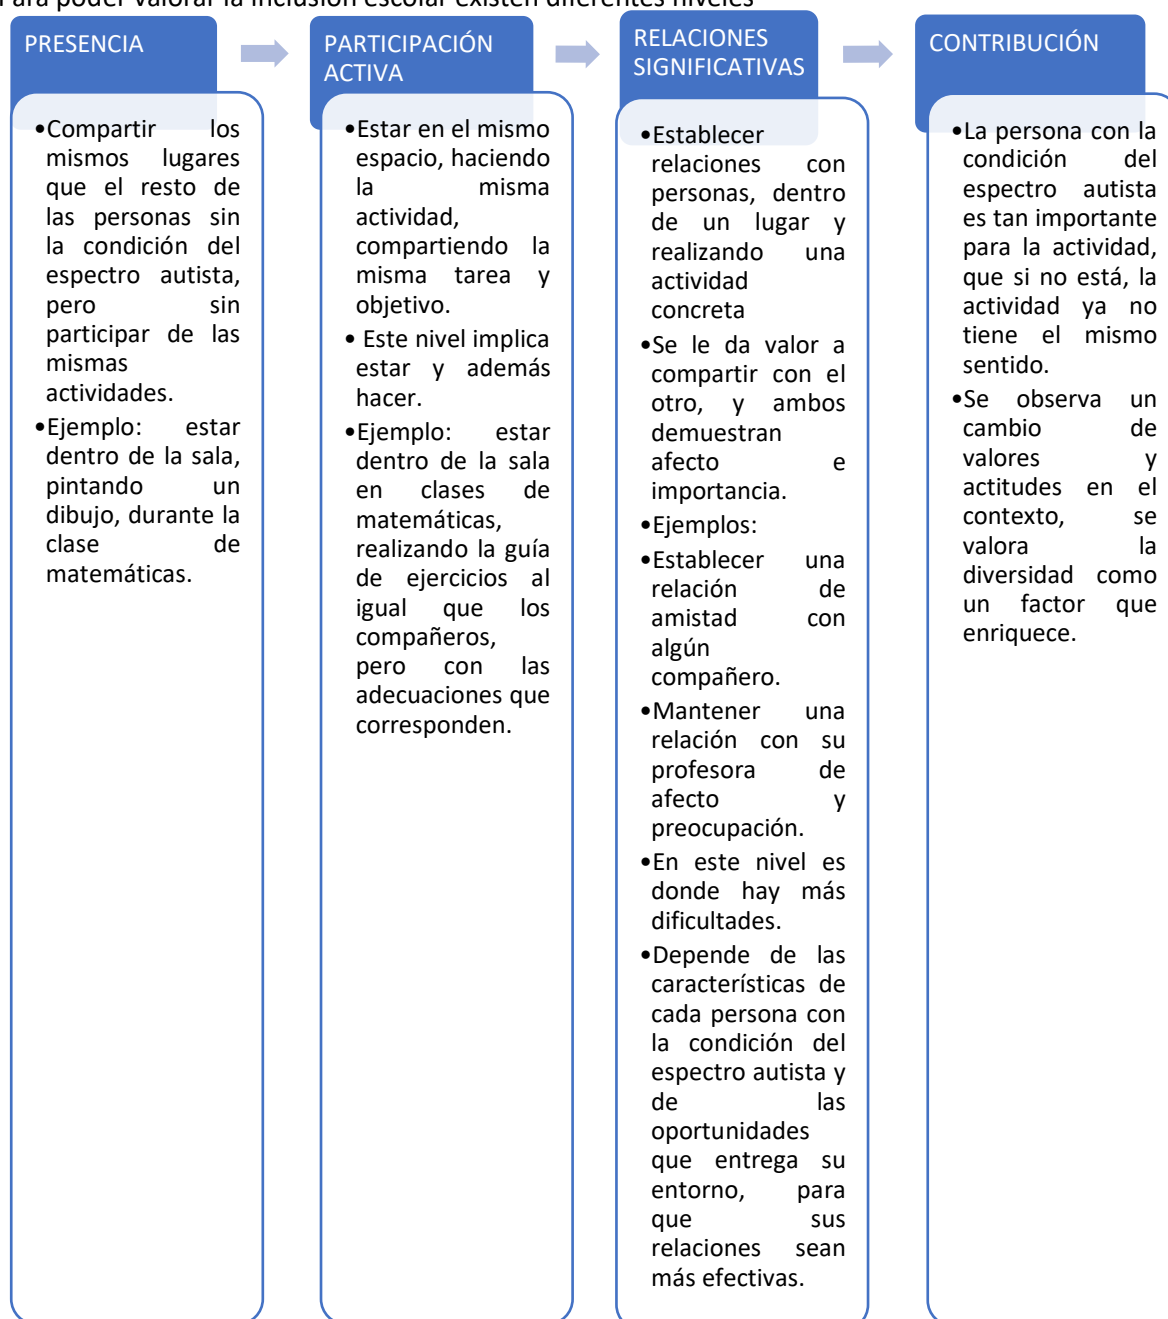 Para poder valorar la inclusión escolar existen diferentes niveles
PRESENCIA
•Compartir los
mismos lugares
que el resto de
las personas sin
la condición del
espectro autista,
pero sin
participar de las
mismas
actividades.
•Ejemplo: estar
dentro de la sala,
pintando un
dibujo, durante la
clase de
matemáticas.
PARTICIPACIÓN
ACTIVA
•Estar en el mismo
espacio, haciendo
la misma
actividad,
compartiendo la
misma tarea y
objetivo.
• Este nivel implica
estar y además
hacer.
•Ejemplo: estar
dentro de la sala
en clases de
matemáticas,
realizando la guía
de ejercicios al
igual que los
compañeros,
pero con las
adecuaciones que
corresponden.
RELACIONES
SIGNIFICATIVAS
•Establecer
relaciones con
personas, dentro
de un lugar y
realizando una
actividad
concreta
•Se le da valor a
compartir con el
otro, y ambos
demuestran
afecto e
importancia.
•Ejemplos:
•Establecer una
relación de
amistad con
algún
compañero.
•Mantener una
relación con su
profesora de
afecto y
preocupación.
•En este nivel es
donde hay más
dificultades.
•Depende de las
características de
cada persona con
la condición del
espectro autista y
de las
oportunidades
que entrega su
entorno, para
que sus
relaciones sean
más efectivas.
CONTRIBUCIÓN
•La persona con la
condición del
espectro autista
es tan importante
para la actividad,
que si no está, la
actividad ya no
tiene el mismo
sentido.
•Se observa un
cambio de
valores y
actitudes en el
contexto, se
valora la
diversidad como
un factor que
enriquece.